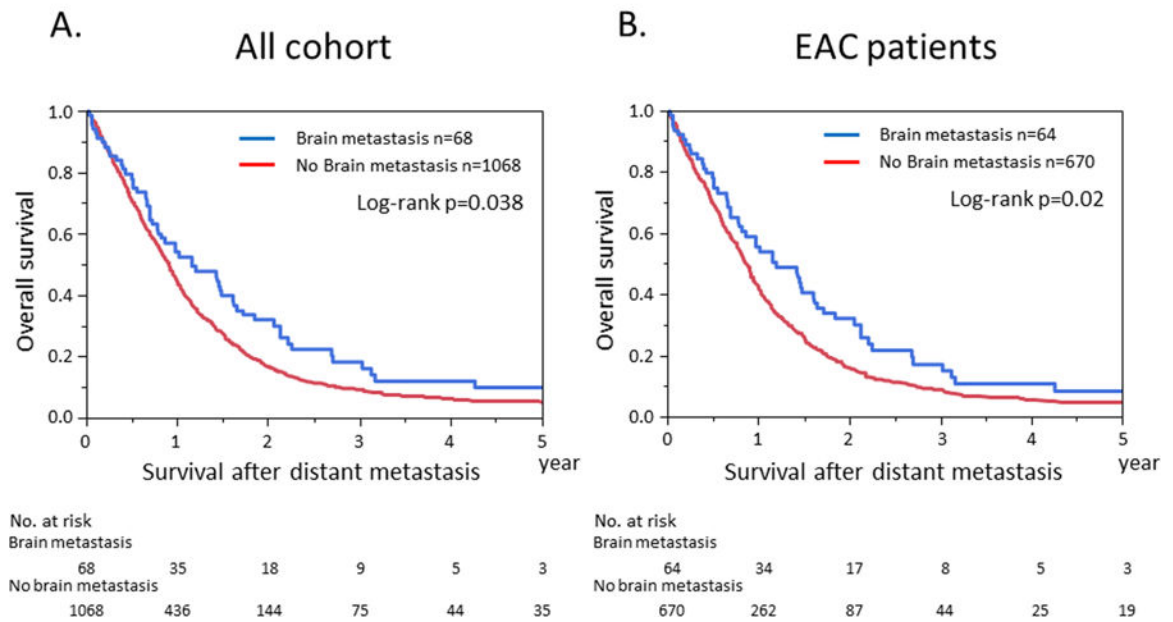 A.
All cohort
1.0
0.8
0.6
0.4
0.2
0.0
Overall survival
Brain metastasis n=68
No Brain metastasis n=1068
Log-rank p=0.038
0 1 2 3 4 5
year
Survival after distant metastasis
No. at risk
Brain metastasis
68 35 18 9 5 3
No brain metastasis
1068 436 144 75 44 35
B.
EAC patients
1.0
0.8
0.6
0.4
0.2
0.0
Overall survival
Brain metastasis n=64
No Brain metastasis n=670
Log-rank p=0.02
0 1 2 3 4 5
year
Survival after distant metastasis
No. at risk
Brain metastasis
64 34 17 8 5 3
No brain metastasis
670 262 87 44 25 19